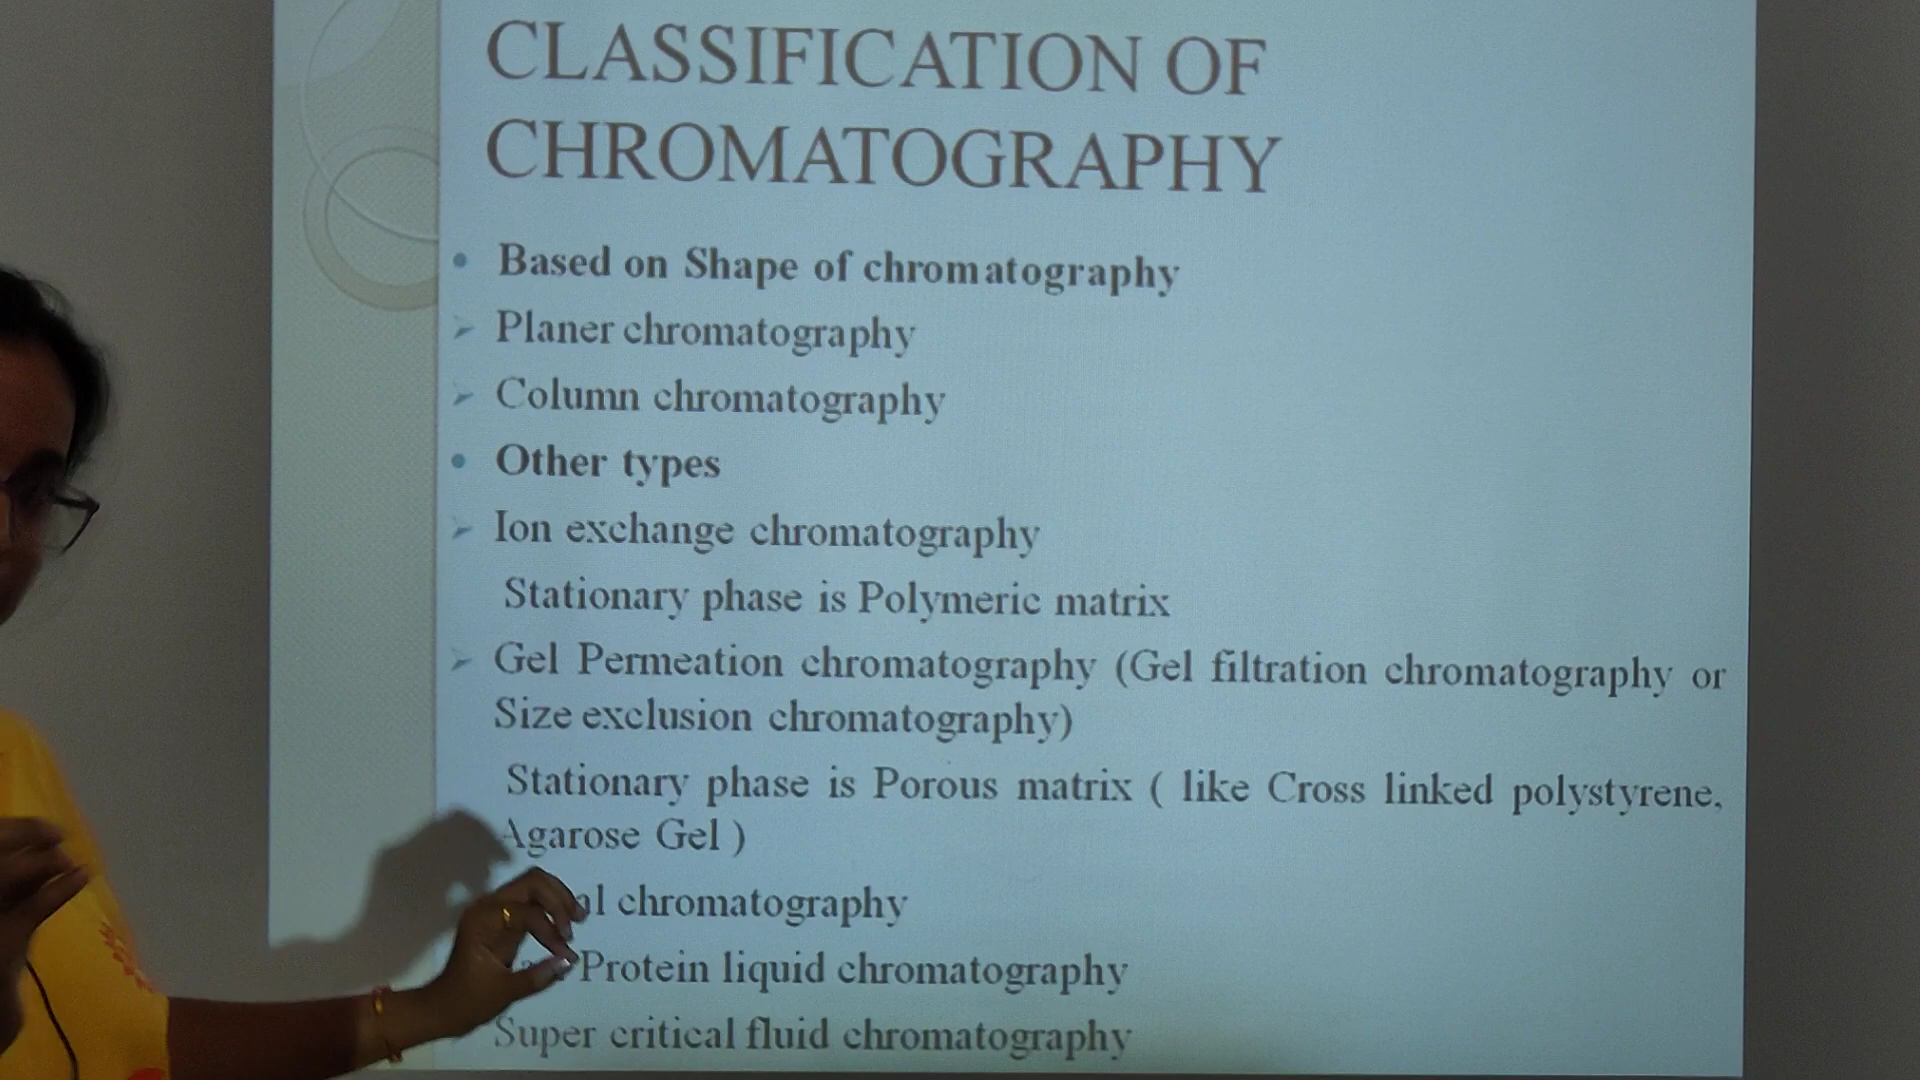 CLASSIFICATION OF
CHROMATOGRAPHY
Based on Shape of chromatography
Planer chromatography
Column chromatography
Other types
Ion exchange chromatography
Stationary phase is Polymeric matrix
Gel Permeation chromatography (Gel filtration chromatography or
Size exclusion chromatography)
Stationary phase is Porous matrix ( like Cross linked polystyrene,
Agarose Gel )
chromatography
Protein liquid chromatography
Super critical fluid chromatography